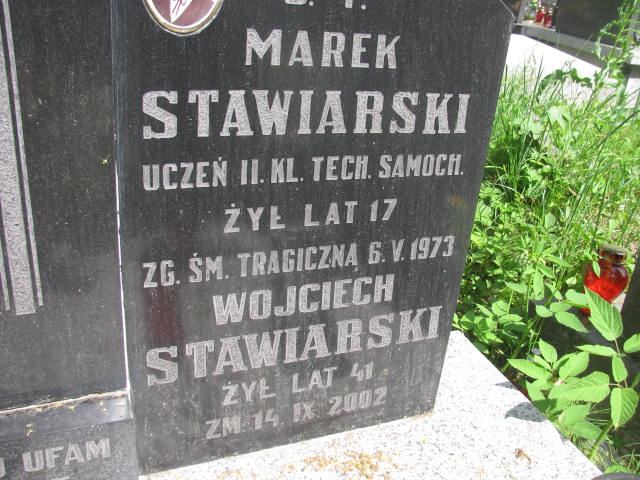 Ś. P.
MAREK
STAWIARSKI
UCZEŃ II. KL. TECH. SAMOCH.
ŻYŁ LAT 17
ZG. ŚM. TRAGICZNĄ 6. V. 1973
WOJCIECH
STAWIARSKI
ŻYŁ LAT 41
ZM 14 IX 2002
UFAM